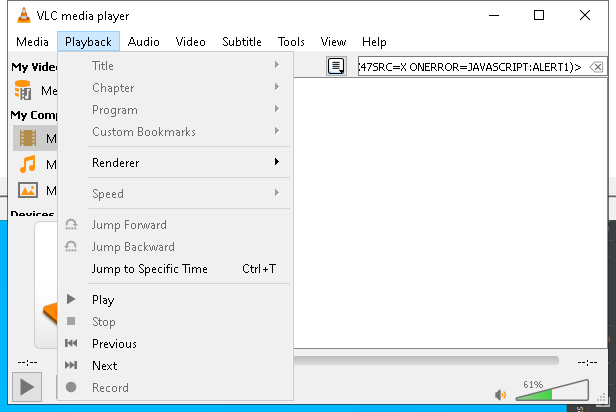 VLC media player
Media Playback Audio Video Subtitle Tools View Help
My Vide
Title
<47SRC=X ONERROR=JAVASCRIPT:ALERT1)>
Me
Chapter
My Comp
Program
M
Custom Bookmarks
M
Renderer
M
Speed
Devices
Jump Forward
Jump Backward
Jump to Specific Time Ctrl+T
Play
Stop
Previous
--:-- --:--
Next
Record
61%